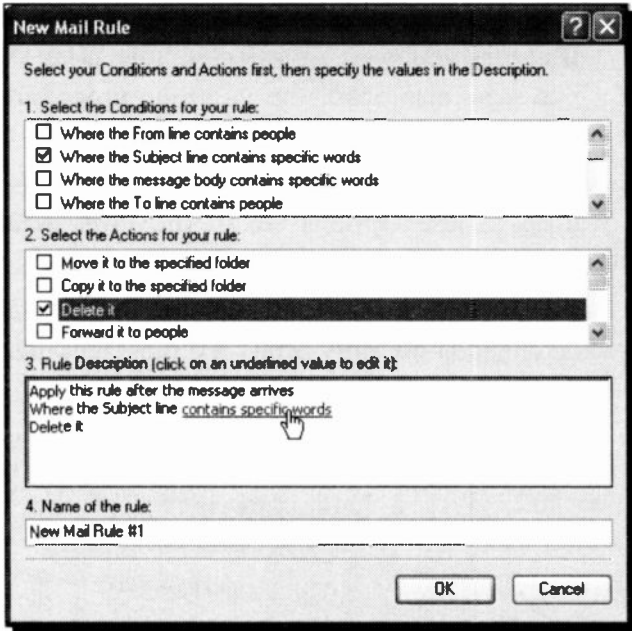 New Mail Rule
Select your Conditions and Actions first, then specify the values in the Description.
1. Select the Conditions for your rule:
Where the From line contains people
Where the Subject line contains specific words
Where the message body contains specific words
Where the To line contains people
2. Select the Actions for your rule:
Move it to the specified folder
Copy it to the specified folder
Delete it
Forward it to people
3. Rule Description (click on an underlined value to edit it):
Apply this rule after the message arrives
Where the Subject line contains specific words
Delete it
4. Name of the rule:
New Mail Rule #1
OK Cancel